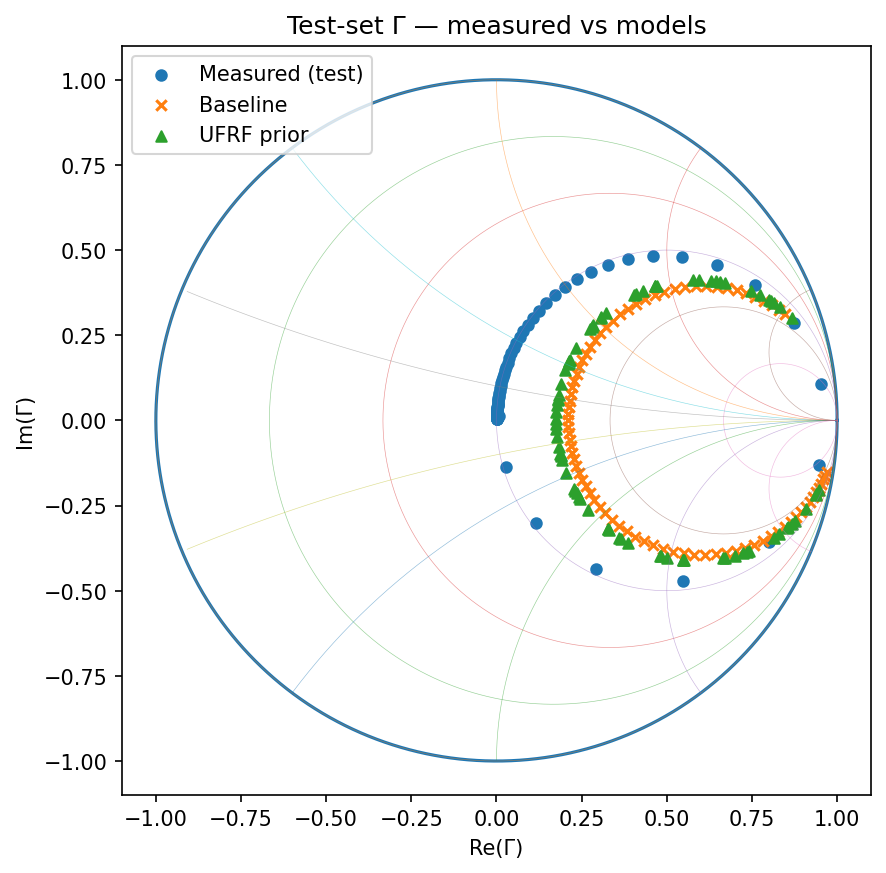 Test-set Γ — measured vs models
Measured (test)
Baseline
UFRF prior
1.00
0.75
0.50
0.25
0.00
−0.25
−0.50
−0.75
−1.00
Im(Γ)
−1.00 −0.75 −0.50 −0.25 0.00 0.25 0.50 0.75 1.00
Re(Γ)